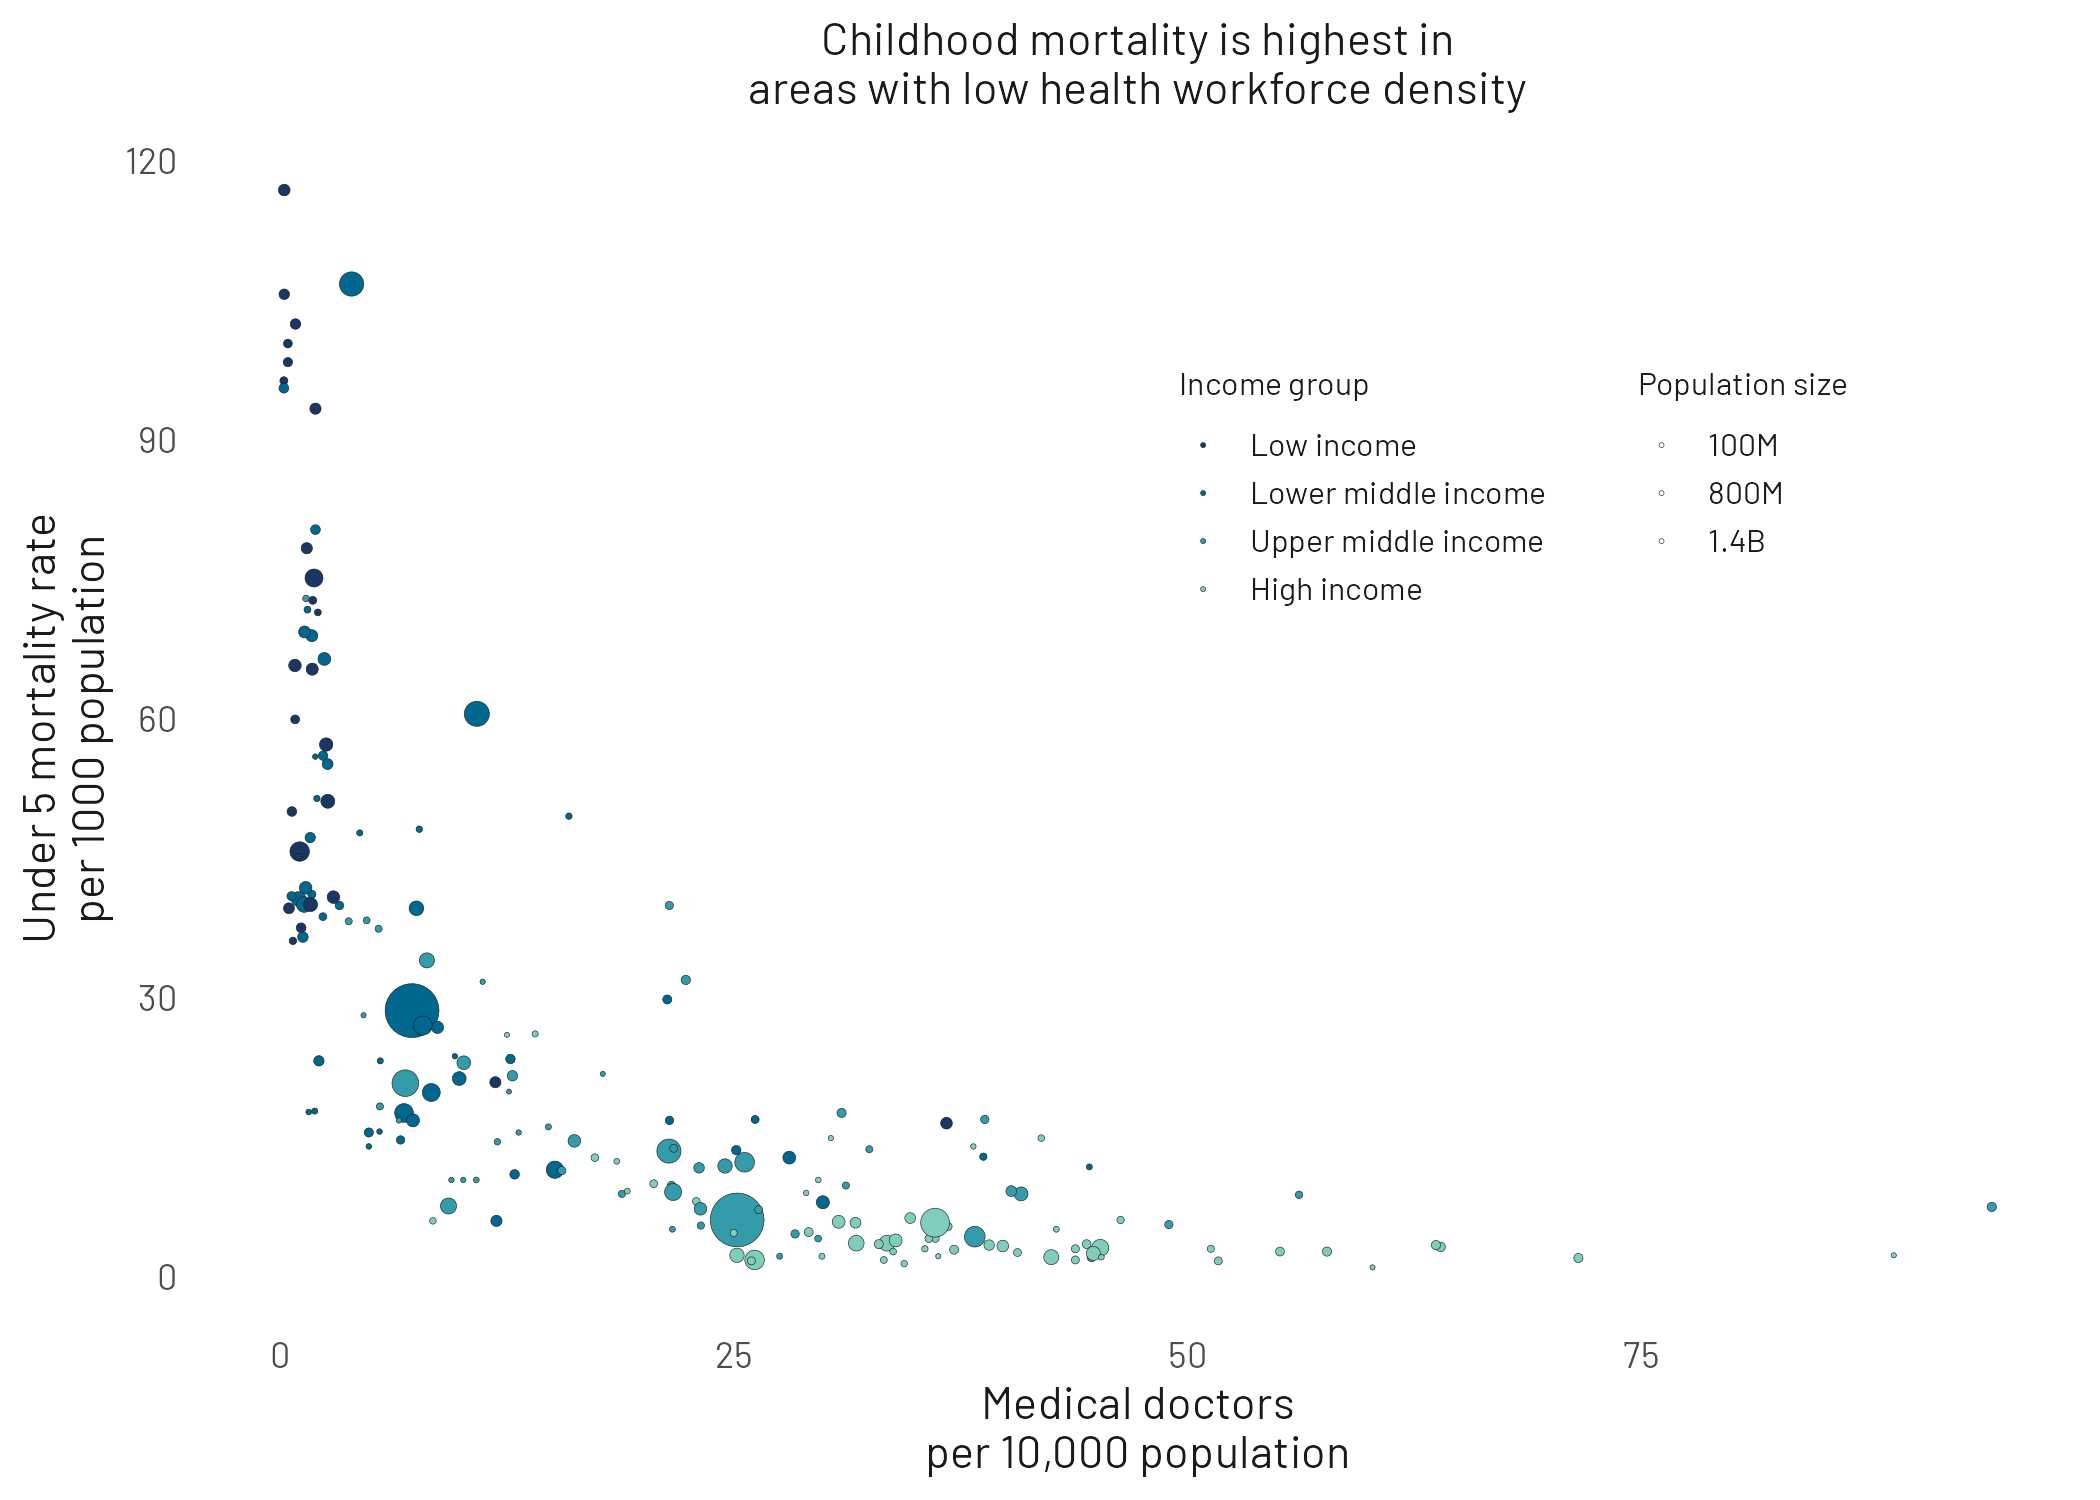 Childhood mortality is highest in
areas with low health workforce density
120
90
60
30
0
Under 5 mortality rate
per 1000 population
Income group
Low income
Lower middle income
Upper middle income
High income
Population size
100M
800M
1.4B
0
25
50
75
Medical doctors
per 10,000 population